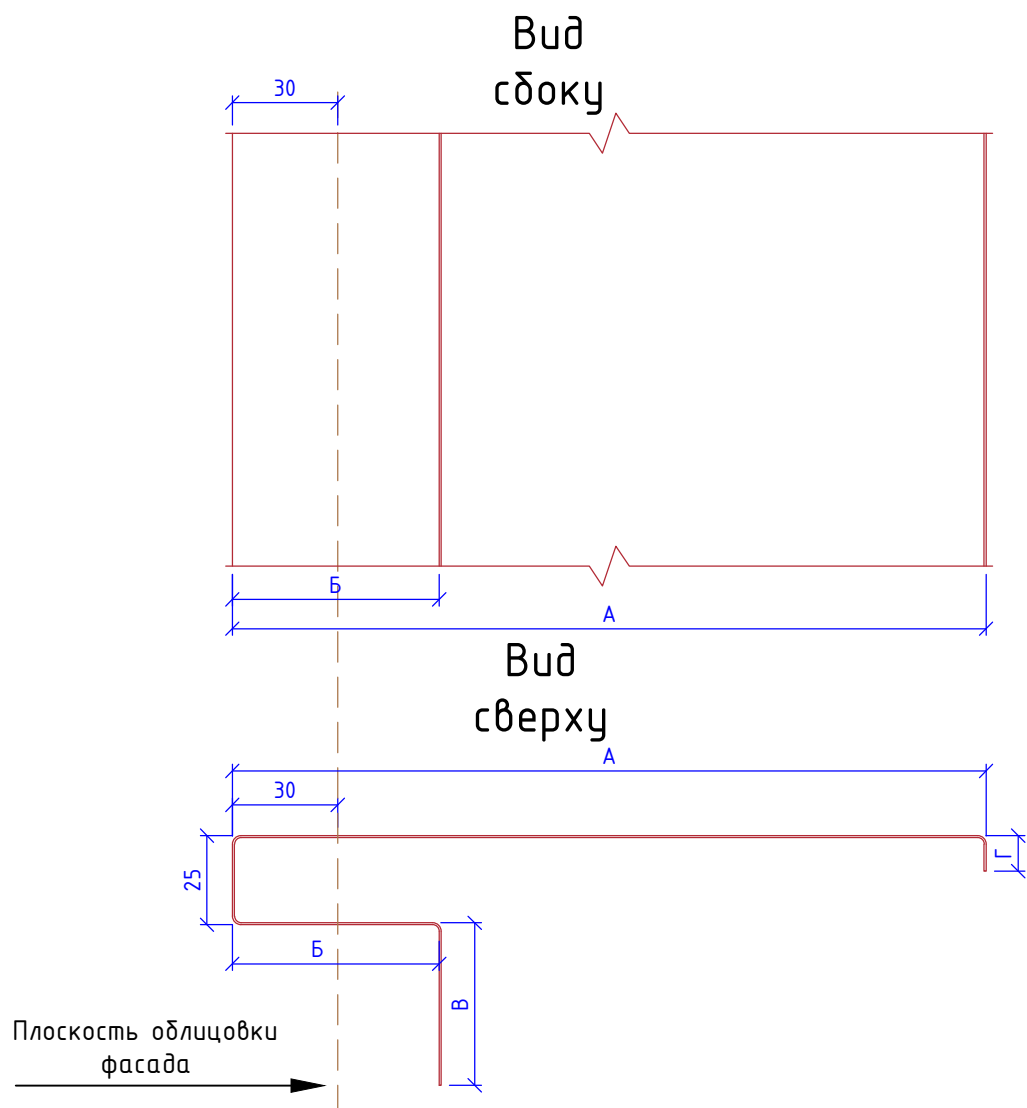 Вид
сбоку
30
Б
А
Вид
сверху
А
30
25
Г
Б
В
Плоскость облицовки
фасада